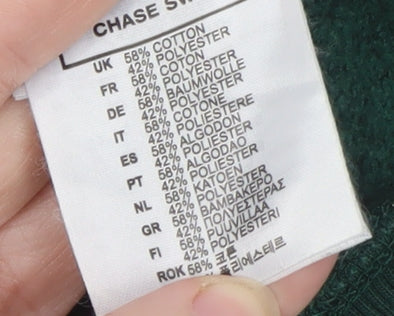 CHASE SW
UK 58% COTTON
42% POLYESTER
FR 58% COTON
42% POLYESTER
DE 58% BAUMWOLLE
42% POLYESTER
IT 58% COTONE
42% POLIESTERE
ES 58% ALGODON
42% POLIESTER
PT 58% ALGODAO
42% POLIESTER
NL 58% KATOEN
42% POLYESTER
GR 58% ΒΑΜΒΑΚΕΡΟ
42% ΠΟΛΥΕΣΤΕΡΑΣ
FI 58% PUUVILLAA
42% POLYESTERI
ROK 58% 코튼
폴리에스테르